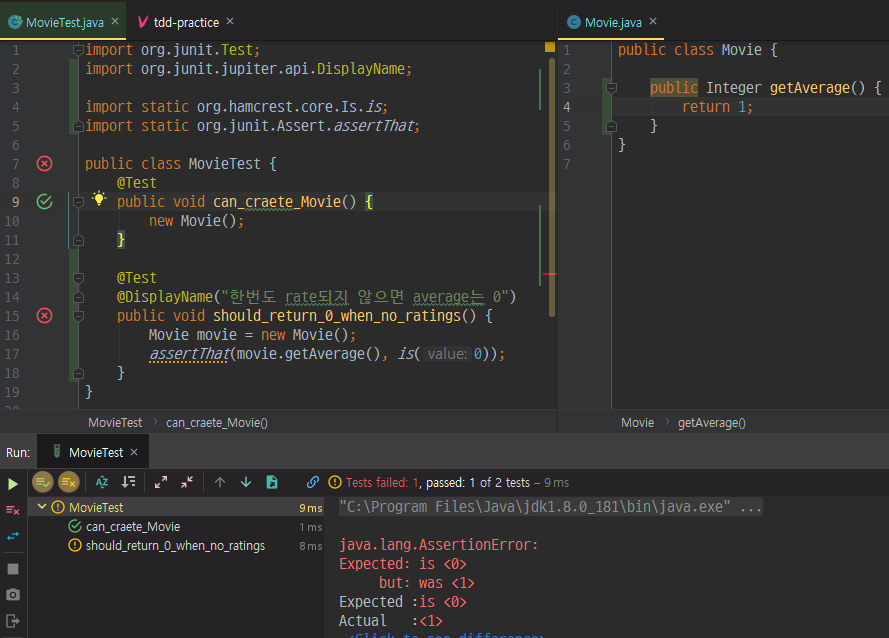 MovieTest.java × tdd-practice × Movie.java ×
1 import org.junit.Test;
2 import org.junit.jupiter.api.DisplayName;
3
4 import static org.hamcrest.core.Is.is;
5 import static org.junit.Assert.assertThat;
6
7 public class MovieTest {
8 @Test
9 public void can_craete_Movie() {
10 new Movie();
11 }
12
13 @Test
14 @DisplayName("한번도 rate되지 않으면 average는 0")
15 public void should_return_0_when_no_ratings() {
16 Movie movie = new Movie();
17 assertThat(movie.getAverage(), is( value: 0));
18 }
19 }
20
MovieTest > can_craete_Movie()
1 public class Movie {
2
3 public Integer getAverage() {
4 return 1;
5 }
6 }
7
Movie > getAverage()
Run: MovieTest ×
Tests failed: 1, passed: 1 of 2 tests – 9 ms
MovieTest 9 ms
can_craete_Movie 1 ms
should_return_0_when_no_ratings 8 ms
"C:\Program Files\Java\jdk1.8.0_181\bin\java.exe" ...
java.lang.AssertionError:
Expected: is <0>
but: was <1>
Expected :is <0>
Actual :<1>
<Click to see difference>